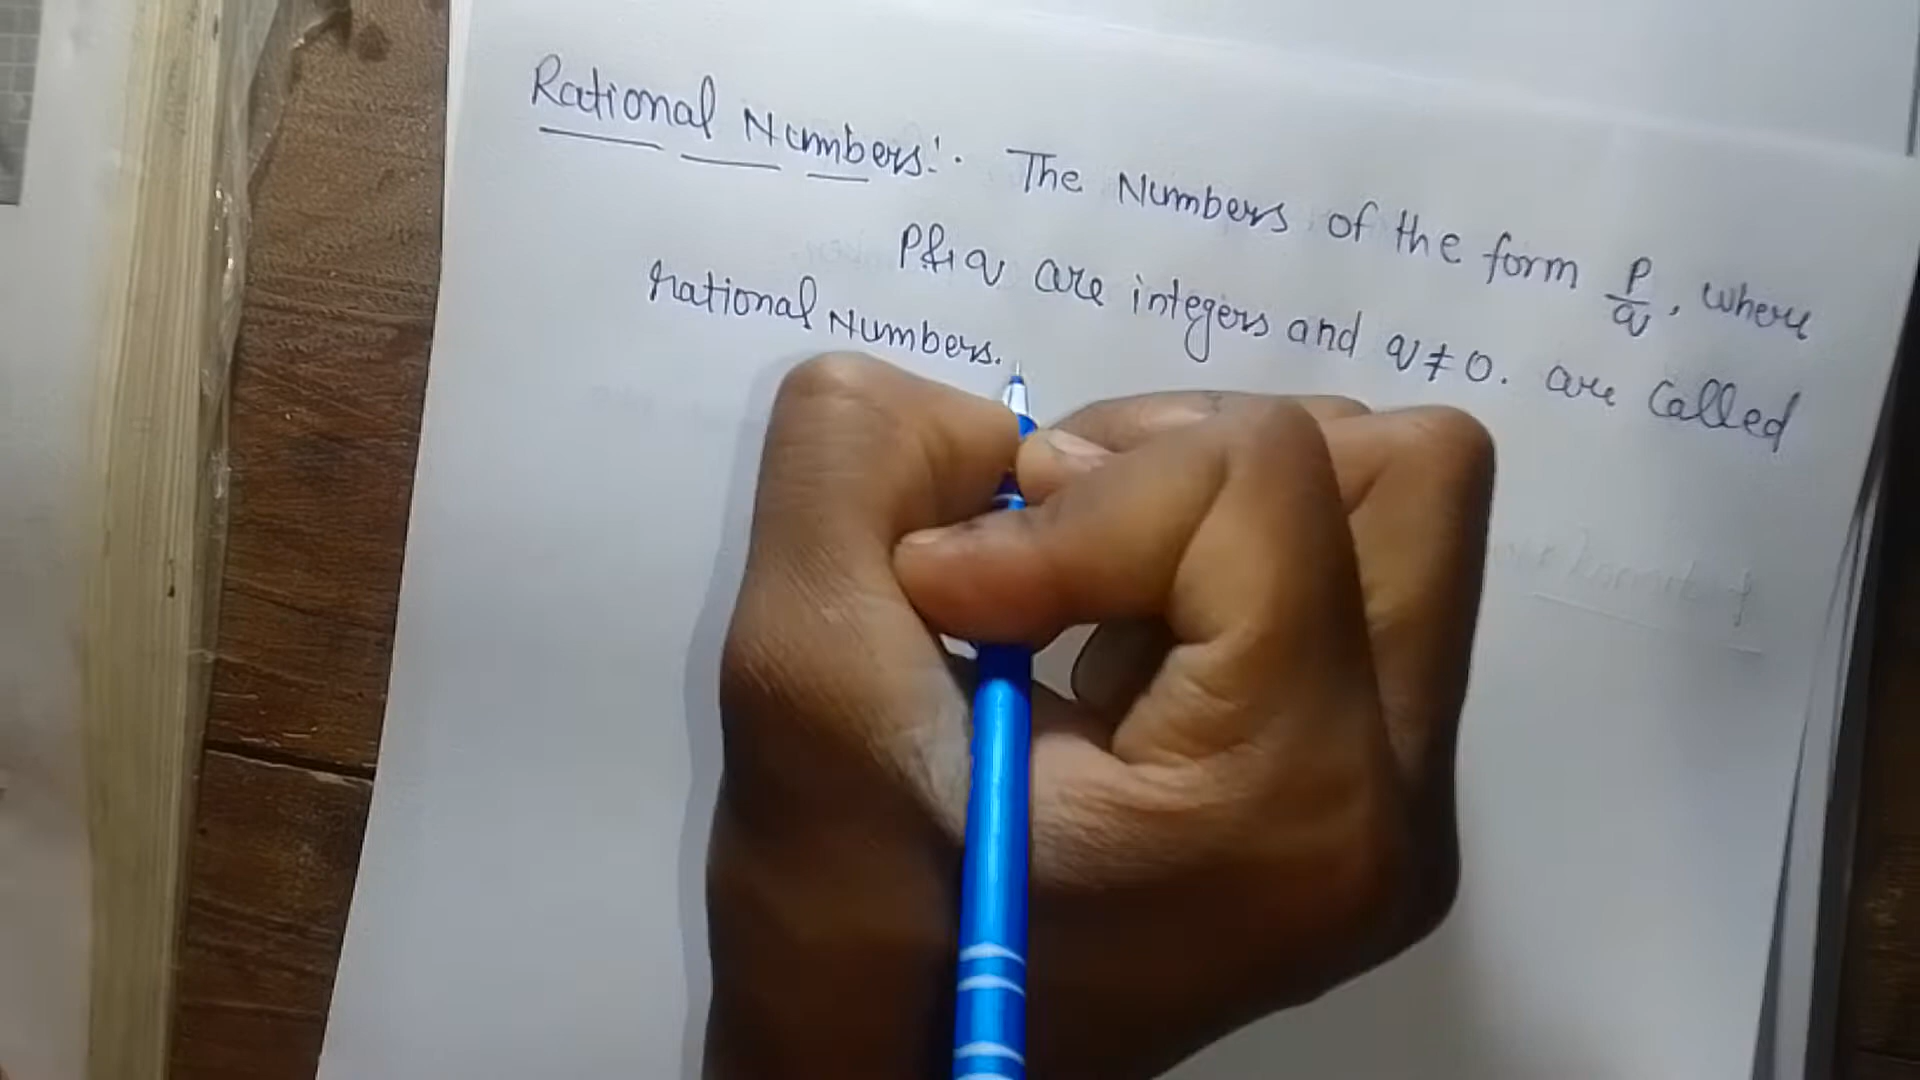 Rational Numbers:- The Numbers of the form p/q, where
P & q are integers and q ≠ 0. are called
rational Numbers.